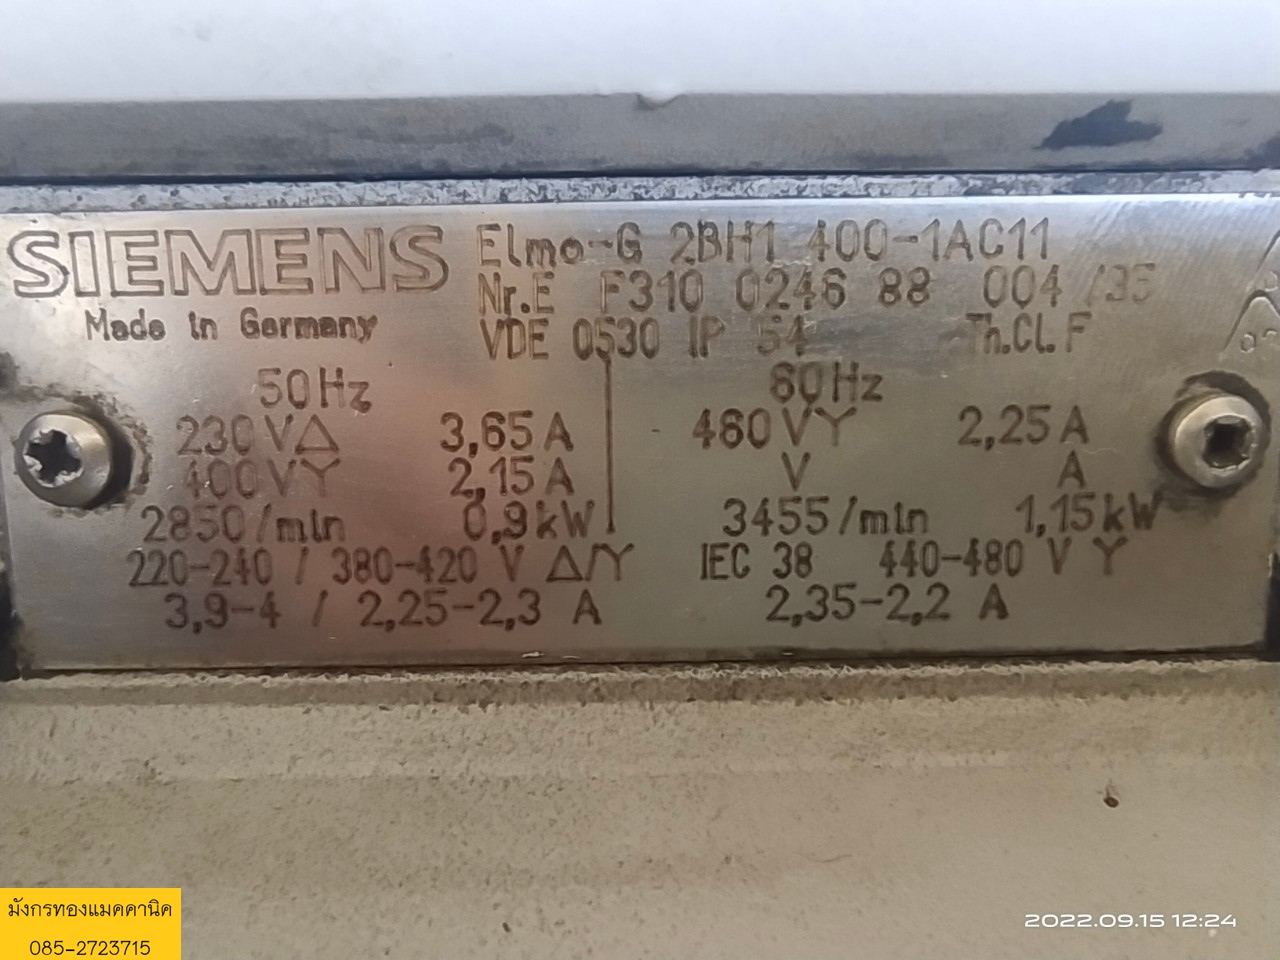 SIEMENS
Made in Germany
Elmo-G 2BH1 400-1AC11
Nr.E F310 0246 88 004 /35
VDE 0530 IP 54 Th.Cl.F
50Hz
230V△ 3,65A
400VY 2,15A
2850/min 0,9kW
220-240 / 380-420 V △/Y
3,9-4 / 2,25-2,3 A
60Hz
460VY 2,25A
V A
3455/min 1,15kW
IEC 38 440-480 V Y
2,35-2,2 A
มังกรทองแมคคานิค
085-2723715
2022.09.15 12:24